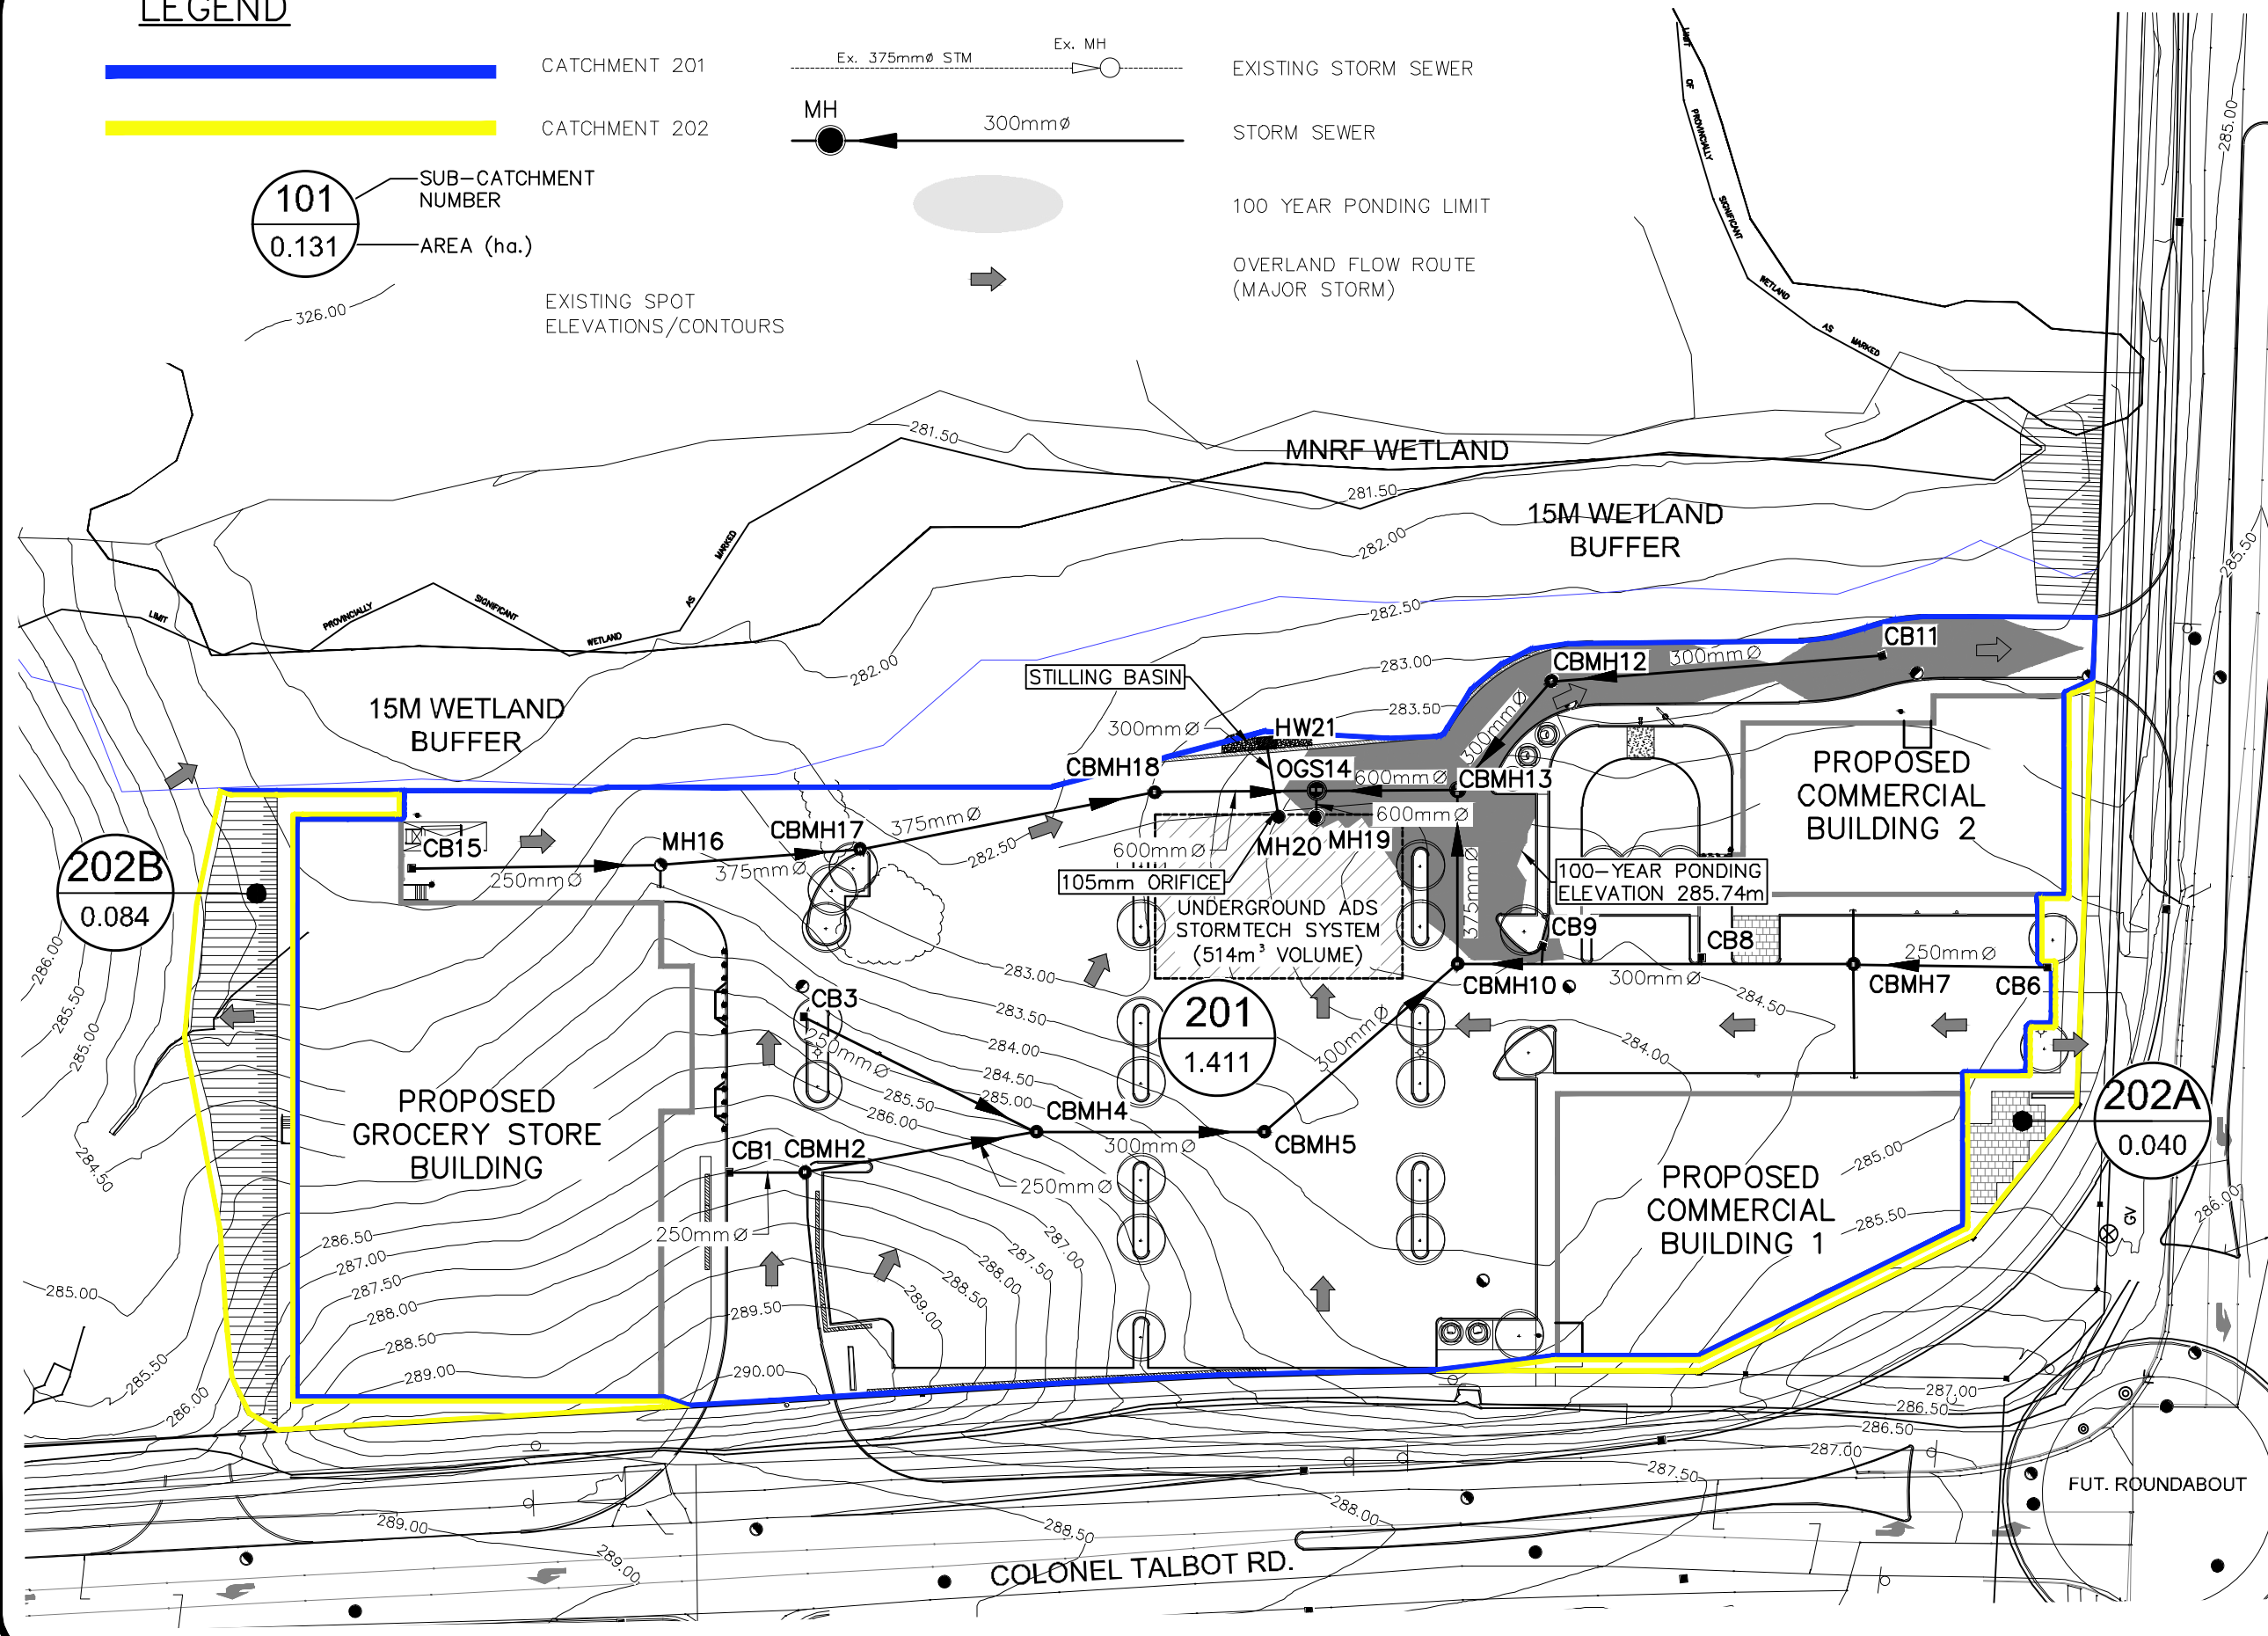 LEGEND
CATCHMENT 201
CATCHMENT 202
101
0.131
SUB-CATCHMENT
NUMBER
AREA (ha.)
326.00
EXISTING SPOT
ELEVATIONS/CONTOURS
Ex. 375mmø STM
Ex. MH
EXISTING STORM SEWER
MH
300mmø
STORM SEWER
100 YEAR PONDING LIMIT
OVERLAND FLOW ROUTE
(MAJOR STORM)
LIMIT
OF
PROVINCIALLY
SIGNIFICANT
WETLAND
AS
MARKED
285.00
285.50
281.50
MNRF WETLAND
281.50
15M WETLAND
BUFFER
282.00
282.50
LIMIT
PROVINCIALLY
SIGNIFICANT
WETLAND
AS
MARKED
282.00
283.00
283.50
15M WETLAND
BUFFER
STILLING BASIN
300mmØ
HW21
CBMH18
OGS14
600mmØ
CBMH13
CBMH12
300mmØ
CB11
300mmØ
PROPOSED
COMMERCIAL
BUILDING 2
202B
0.084
CB15
250mmØ
MH16
375mmØ
CBMH17
375mmØ
282.50
600mmØ
MH20
MH19
600mmØ
105mm ORIFICE
UNDERGROUND ADS
STORMTECH SYSTEM
(514m³ VOLUME)
375mmØ
100-YEAR PONDING
ELEVATION 285.74m
CB9
CB8
250mmØ
CBMH10
300mmØ
CBMH7
CB6
284.50
284.00
201
1.411
283.00
283.50
284.00
284.50
285.00
285.50
286.00
CB3
250mmØ
CBMH4
300mmØ
CBMH5
300mmØ
CB1
CBMH2
250mmØ
250mmØ
PROPOSED
GROCERY STORE
BUILDING
PROPOSED
COMMERCIAL
BUILDING 1
285.00
285.50
202A
0.040
GV
286.00
286.00
285.50
285.00
284.50
285.00
285.50
286.00
286.50
287.00
287.50
288.00
288.50
289.00
289.50
290.00
289.00
288.50
288.00
287.50
287.00
287.00
286.50
286.50
287.00
287.50
288.00
288.50
289.00
289.00
COLONEL TALBOT RD.
FUT. ROUNDABOUT